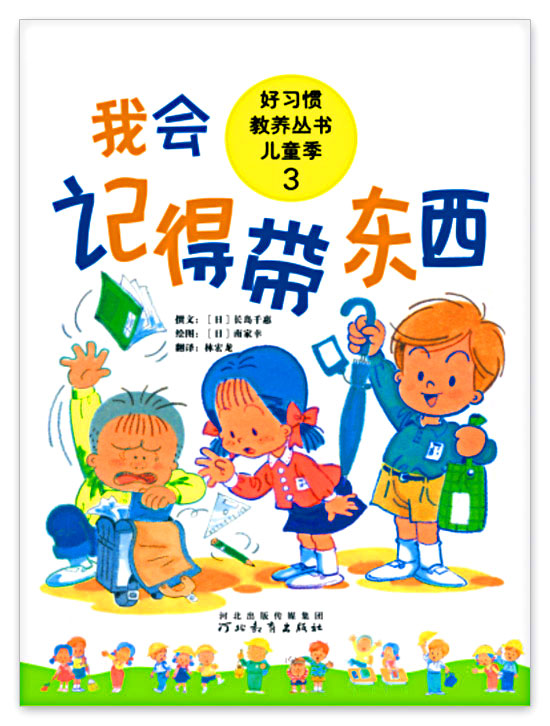 好习惯
教养丛书
儿童季
3
我会
记得带东西
撰文：［日］长岛千惠
绘图：［日］南家幸
翻译：林宏龙
河北出版传媒集团
河北教育出版社